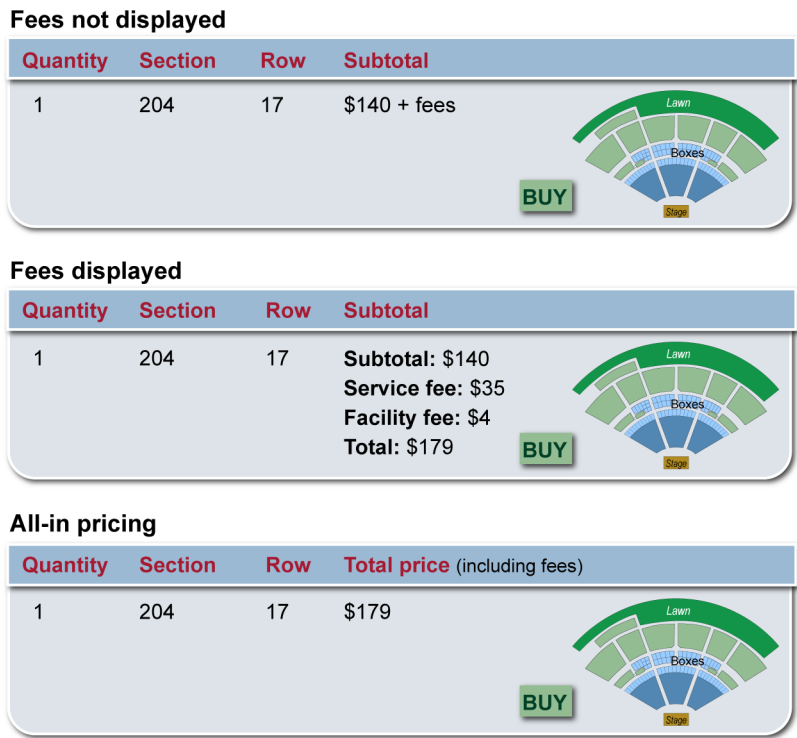 Fees not displayed
Quantity Section Row Subtotal
1 204 17 $140 + fees
Lawn
Boxes
BUY
Stage
Fees displayed
Quantity Section Row Subtotal
1 204 17 Subtotal: $140
Service fee: $35
Facility fee: $4
Total: $179
Lawn
Boxes
BUY
Stage
All-in pricing
Quantity Section Row Total price (including fees)
1 204 17 $179
Lawn
Boxes
BUY
Stage